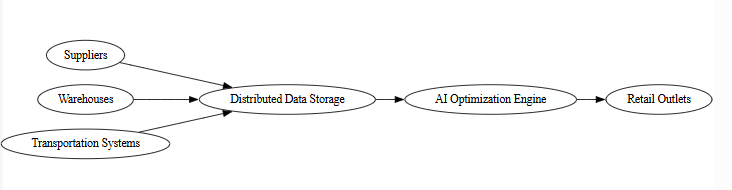 Suppliers
Warehouses
Distributed Data Storage
AI Optimization Engine
Retail Outlets
Transportation Systems